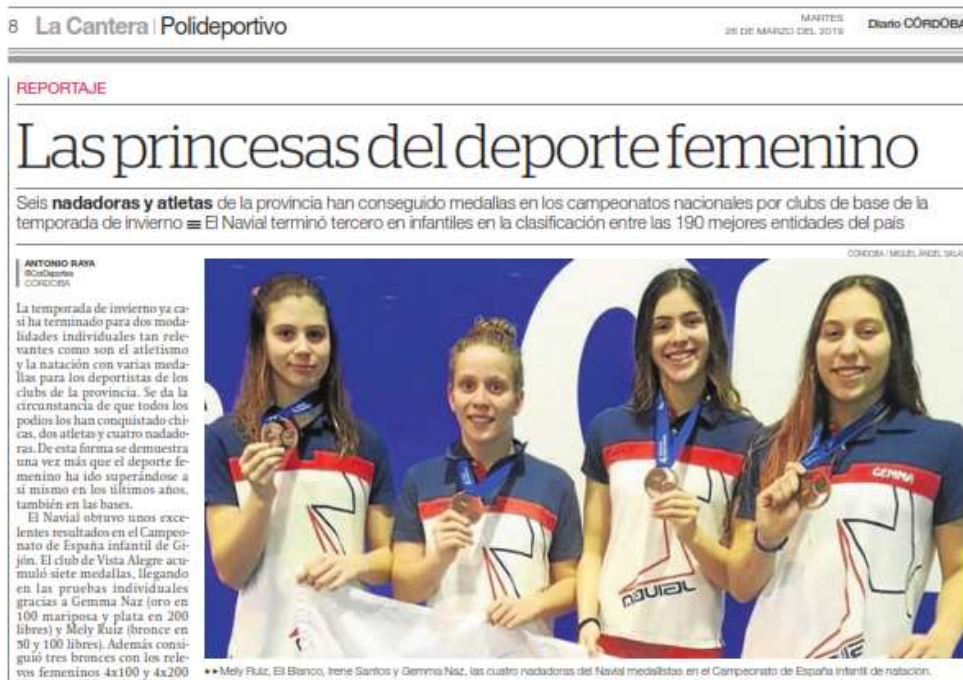 8 La Cantera | Polideportivo
MARTES
26 DE MARZO DEL 2019
Diario CÓRDOBA
REPORTAJE
Las princesas del deporte femenino
Seis nadadoras y atletas de la provincia han conseguido medallas en los campeonatos nacionales por clubs de base de la
temporada de invierno El Navial terminó tercero en infantiles en la clasificación entre las 190 mejores entidades del país
CÓRDOBA / MIGUEL ÁNGEL SALAS
ANTONIO RAYA
@CorDeportes
CÓRDOBA
La temporada de invierno ya ca-
si ha terminado para dos moda-
lidades individuales tan rele-
vantes como son el atletismo
y la natación con varias meda-
llas para los deportistas de los
clubs de la provincia. Se da la
circunstancia de que todos los
podios los han conquistado chi-
cas, dos atletas y cuatro nadado-
ras. De esta forma se demuestra
una vez más que el deporte fe-
menino ha ido superándose a
sí mismo en los últimos años,
también en las bases.
El Navial obtuvo unos exce-
lentes resultados en el Campeo-
nato de España infantil de Gi-
jón. El club de Vista Alegre acu-
muló siete medallas, llegando
en las pruebas individuales
gracias a Gemma Naz (oro en
100 mariposa y plata en 200
libres) y Mely Ruiz (bronce en
50 y 100 libres). Además consi-
guió tres bronces con los rele-
vos femeninos 4x100 y 4x200
GEMMA
NAVIAL
Mely Ruiz, Eli Blanco, Irene Santos y Gemma Naz, las cuatro nadadoras del Navial medallistas en el Campeonato de España infantil de natación.